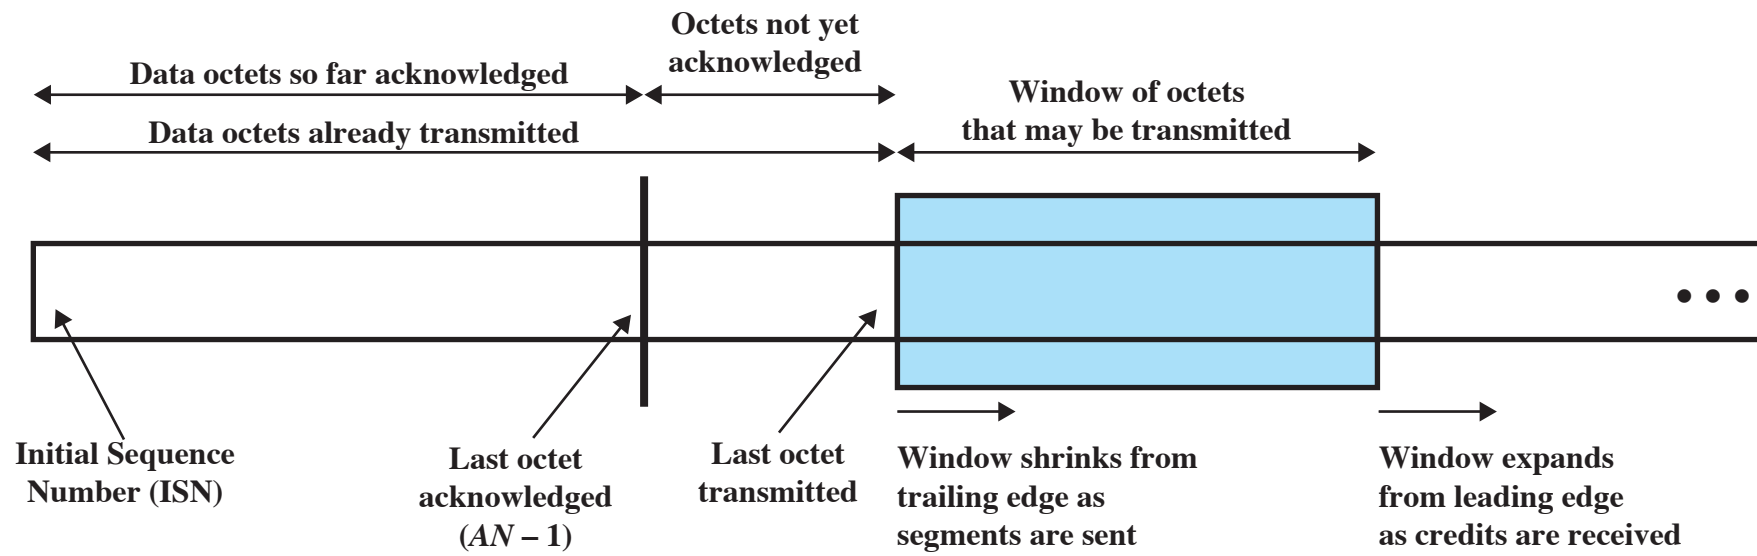 Octets not yet
acknowledged
Data octets so far acknowledged
Window of octets
that may be transmitted
Data octets already transmitted
Initial Sequence
Number (ISN)
Last octet
acknowledged
(AN – 1)
Last octet
transmitted
Window shrinks from
trailing edge as
segments are sent
Window expands
from leading edge
as credits are received